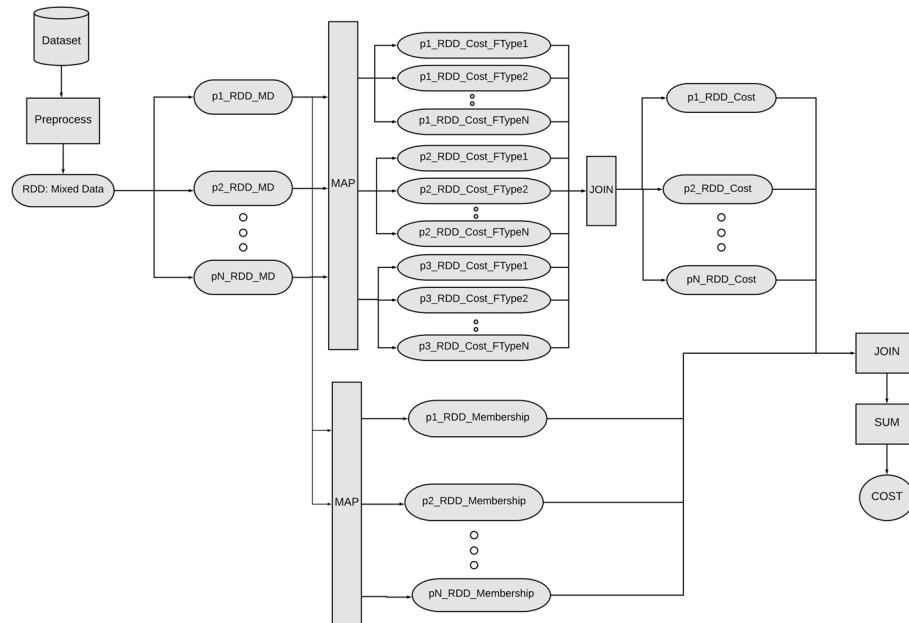 Dataset
Preprocess
RDD: Mixed Data
p1_RDD_MD
p2_RDD_MD
pN_RDD_MD
MAP
p1_RDD_Cost_FType1
p1_RDD_Cost_FType2
p1_RDD_Cost_FTypeN
p2_RDD_Cost_FType1
p2_RDD_Cost_FType2
p2_RDD_Cost_FTypeN
p3_RDD_Cost_FType1
p3_RDD_Cost_FType2
p3_RDD_Cost_FTypeN
JOIN
p1_RDD_Cost
p2_RDD_Cost
pN_RDD_Cost
MAP
p1_RDD_Membership
p2_RDD_Membership
pN_RDD_Membership
JOIN
SUM
COST